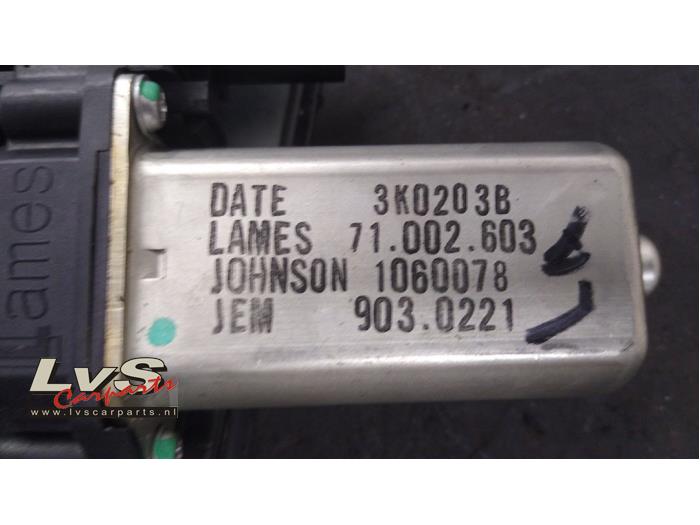 Lames
DATE 3K0203B
LAMES 71.002.603
JOHNSON 1060078
JEM 903.0221
LvS
Carparts
www.lvscarparts.nl